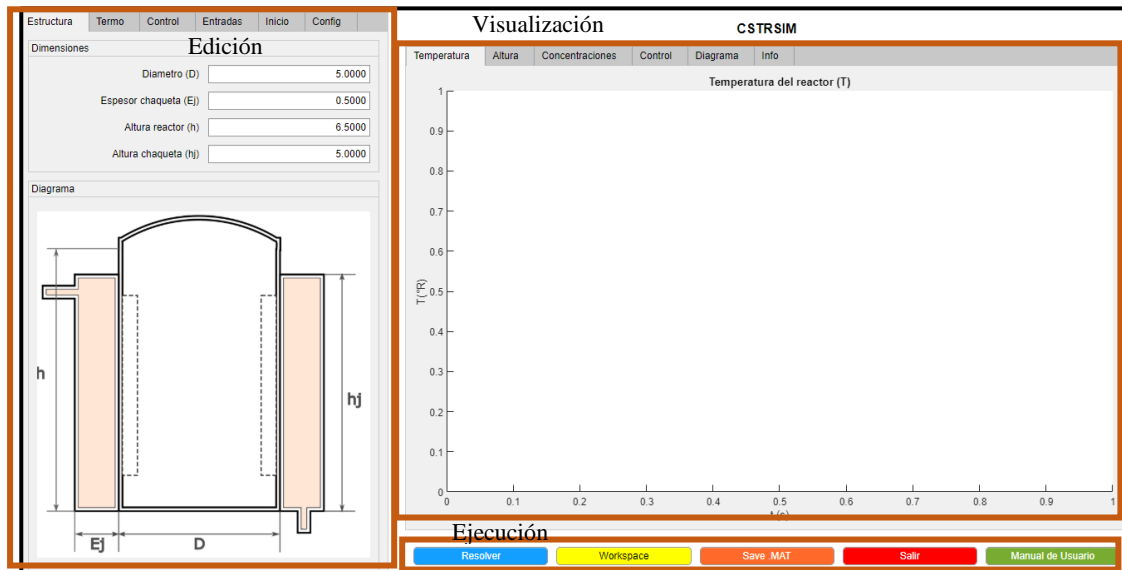 Estructura Termo Control Entradas Inicio Config
Edición
Dimensiones
Diametro (D) 5.0000
Espesor chaqueta (Ej) 0.5000
Altura reactor (h) 6.5000
Altura chaqueta (hj) 5.0000
Diagrama
h
hj
Ej D
Visualización
CSTRSIM
Temperatura Altura Concentraciones Control Diagrama Info
Temperatura del reactor (T)
1
0.9
0.8
0.7
0.6
0.5
0.4
0.3
0.2
0.1
0
T (°R)
0 0.1 0.2 0.3 0.4 0.5 0.6 0.7 0.8 0.9 1
t (s)
Ejecución
Resolver Workspace Save .MAT Salir Manual de Usuario